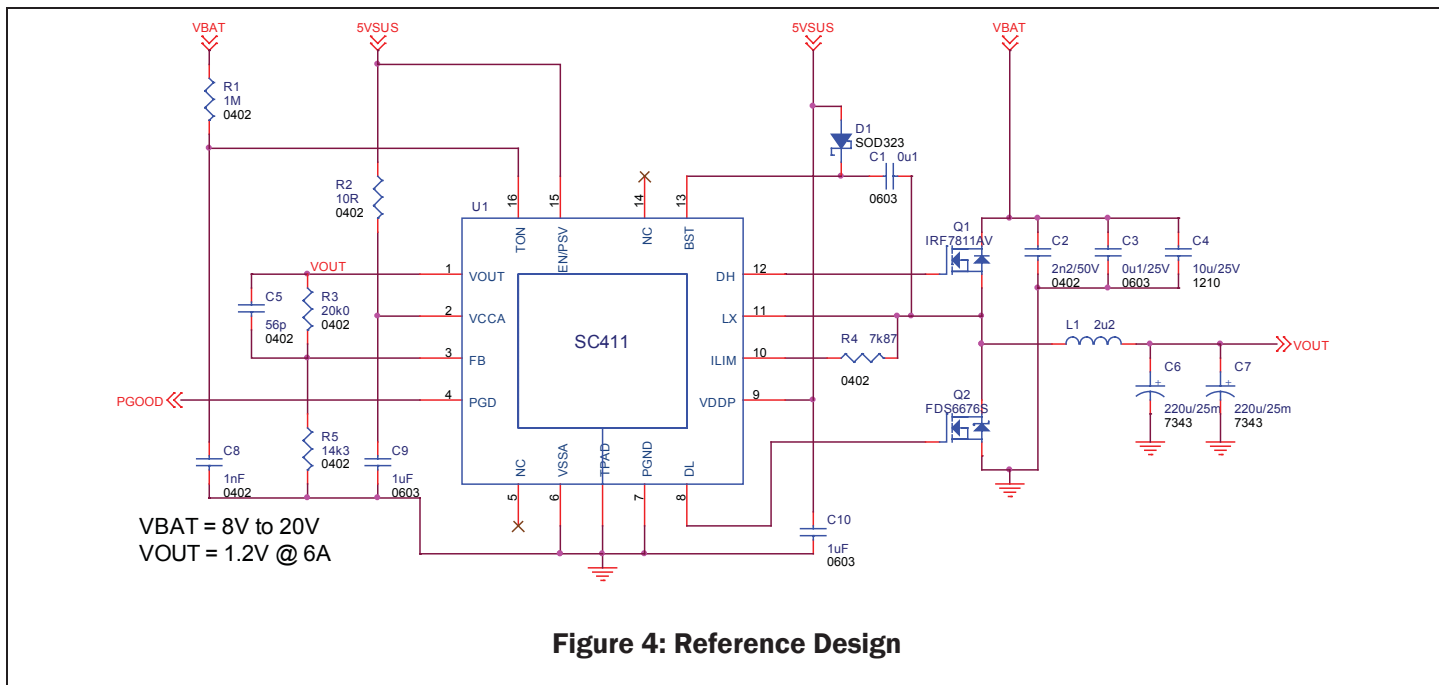 VBAT
5VSUS
5VSUS
VBAT
R1
1M
0402
D1
SOD323
C1 0u1
0603
R2
10R
0402
U1
16
15
14
13
TON
EN/PSV
NC
BST
Q1
IRF7811AV
C2
2n2/50V
0402
C3
0u1/25V
0603
C4
10u/25V
1210
VOUT
1
VOUT
DH
12
C5
56p
0402
R3
20k0
0402
2
VCCA
LX
11
SC411
R4 7k87
0402
L1 2u2
VOUT
3
FB
ILIM
10
PGOOD
4
PGD
VDDP
9
C6
220u/25m
7343
C7
220u/25m
7343
Q2
FDS6676S
R5
14k3
0402
C8
1nF
0402
C9
1uF
0603
NC
VSSA
TPAD
PGND
DL
5
6
7
8
C10
1uF
0603
VBAT = 8V to 20V
VOUT = 1.2V @ 6A
Figure 4: Reference Design